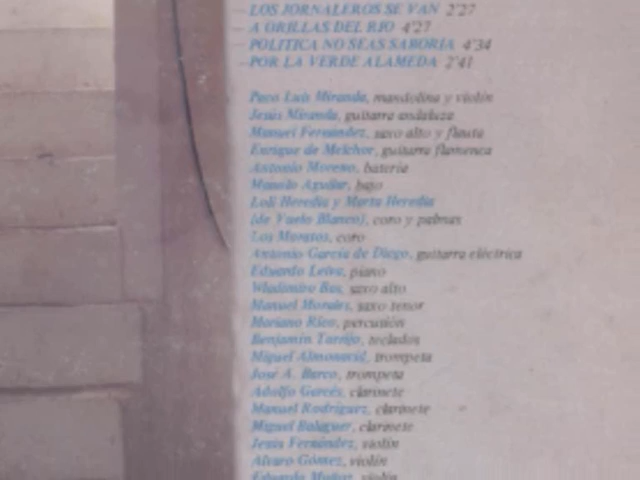 LOS JORNALEROS SE VAN 2'27
A ORILLAS DEL RIO 4'27
POLITICA NO SEAS SABORIA 4'34
POR LA VERDE ALAMEDA 2'41
Paco Luis Miranda, mandolina y violín
Jesús Miranda, guitarra andaluza
Manuel Fernández, saxo alto y flauta
Enrique de Melchor, guitarra flamenca
Antonio Moreno, batería
Manolo Aguilar, bajo
Loli Heredia y Marta Heredia
(de Vuelo Blanco), coro y palmas
Los Moratos, coro
Antonio García de Diego, guitarra eléctrica
Eduardo Leiva, piano
Wladimiro Bas, saxo alto
Manuel Morales, saxo tenor
Mariano Rico, percusión
Benjamín Torrijo, teclados
Miguel Almonacid, trompeta
José A. Barco, trompeta
Adolfo Garcés, clarinete
Manuel Rodríguez, clarinete
Miguel Balaguer, clarinete
Jesús Fernández, violín
Alvaro Gómez, violín
Eduardo Muñoz, violín